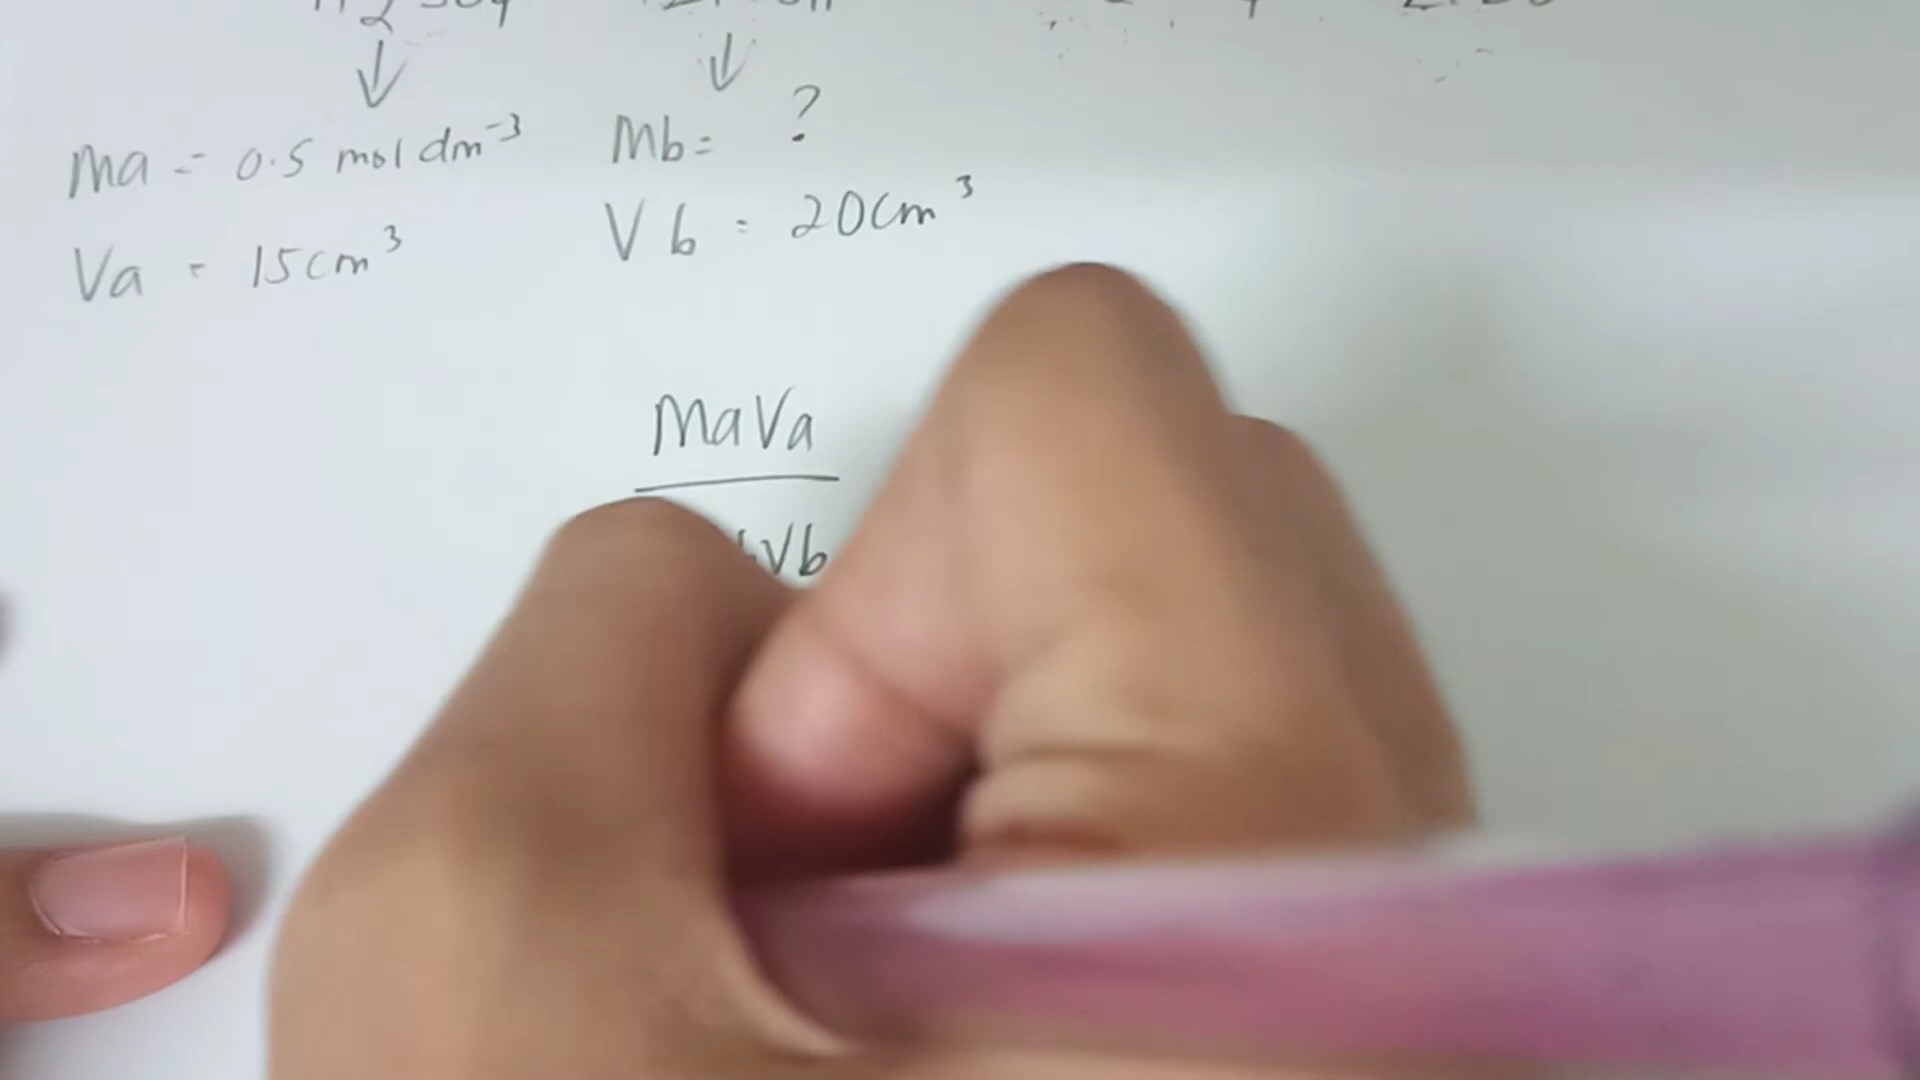 Ma = 0.5 mol dm⁻³ Mb = ?
Va = 15cm³ Vb = 20cm³
MaVa
Vb